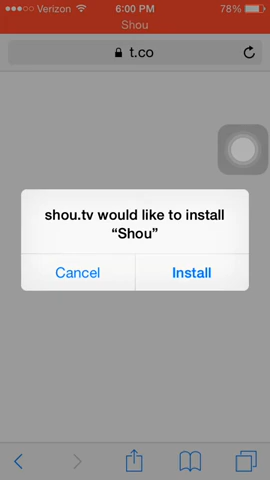 Verizon 6:00 PM 78%
Shou
t.co
shou.tv would like to install
“Shou”
Cancel Install